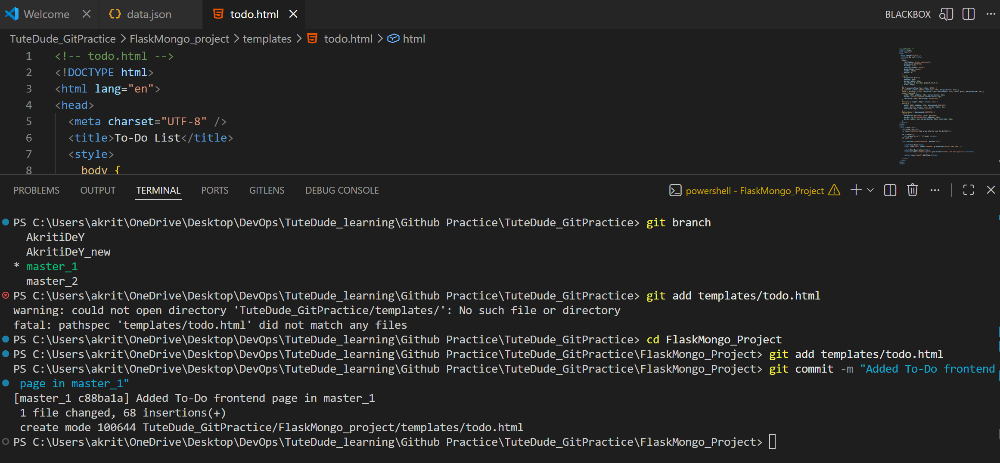 Welcome data.json todo.html BLACKBOX
TuteDude_GitPractice > FlaskMongo_project > templates > todo.html > html
1 <!-- todo.html -->
2 <!DOCTYPE html>
3 <html lang="en">
4 <head>
5 <meta charset="UTF-8" />
6 <title>To-Do List</title>
7 <style>
8 body {
PROBLEMS OUTPUT TERMINAL PORTS GITLENS DEBUG CONSOLE powershell - FlaskMongo_Project
PS C:\Users\akrit\OneDrive\Desktop\DevOps\TuteDude_learning\Github Practice\TuteDude_GitPractice> git branch
AkritiDeY
AkritiDeY_new
* master_1
master_2
PS C:\Users\akrit\OneDrive\Desktop\DevOps\TuteDude_learning\Github Practice\TuteDude_GitPractice> git add templates/todo.html
warning: could not open directory 'TuteDude_GitPractice/templates/': No such file or directory
fatal: pathspec 'templates/todo.html' did not match any files
PS C:\Users\akrit\OneDrive\Desktop\DevOps\TuteDude_learning\Github Practice\TuteDude_GitPractice> cd FlaskMongo_Project
PS C:\Users\akrit\OneDrive\Desktop\DevOps\TuteDude_learning\Github Practice\TuteDude_GitPractice\FlaskMongo_Project> git add templates/todo.html
PS C:\Users\akrit\OneDrive\Desktop\DevOps\TuteDude_learning\Github Practice\TuteDude_GitPractice\FlaskMongo_Project> git commit -m "Added To-Do frontend
page in master_1"
[master_1 c88ba1a] Added To-Do frontend page in master_1
1 file changed, 68 insertions(+)
create mode 100644 TuteDude_GitPractice/FlaskMongo_project/templates/todo.html
PS C:\Users\akrit\OneDrive\Desktop\DevOps\TuteDude_learning\Github Practice\TuteDude_GitPractice\FlaskMongo_Project>